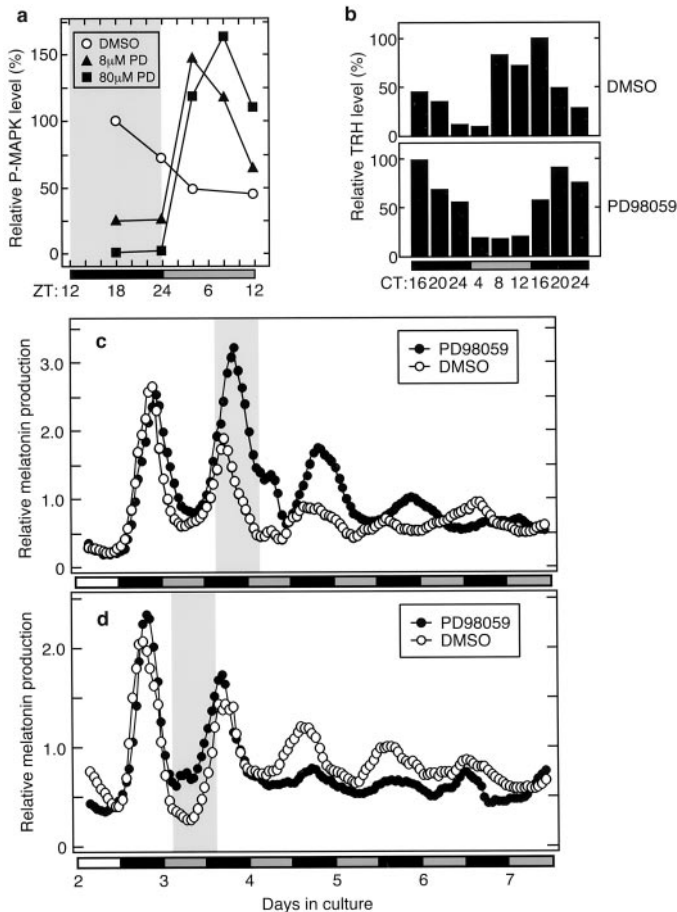 a
Relative P-MAPK level (%)
150
100
50
0
DMSO
8μM PD
80μM PD
ZT: 12 18 24 6 12
b
Relative TRH level (%)
100
50
0
DMSO
100
50
0
PD98059
CT: 16 20 24 4 8 12 16 20 24
c
Relative melatonin production
3.0
2.0
1.0
0
PD98059
DMSO
d
Relative melatonin production
2.0
1.0
0
PD98059
DMSO
2 3 4 5 6 7
Days in culture